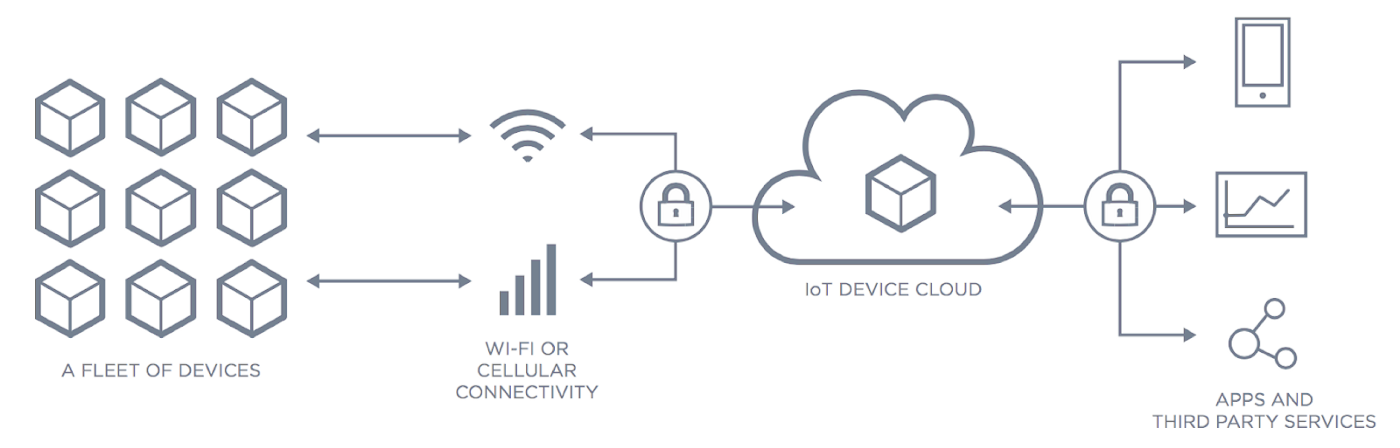 A FLEET OF DEVICES
WI-FI OR
CELLULAR
CONNECTIVITY
IoT DEVICE CLOUD
APPS AND
THIRD PARTY SERVICES